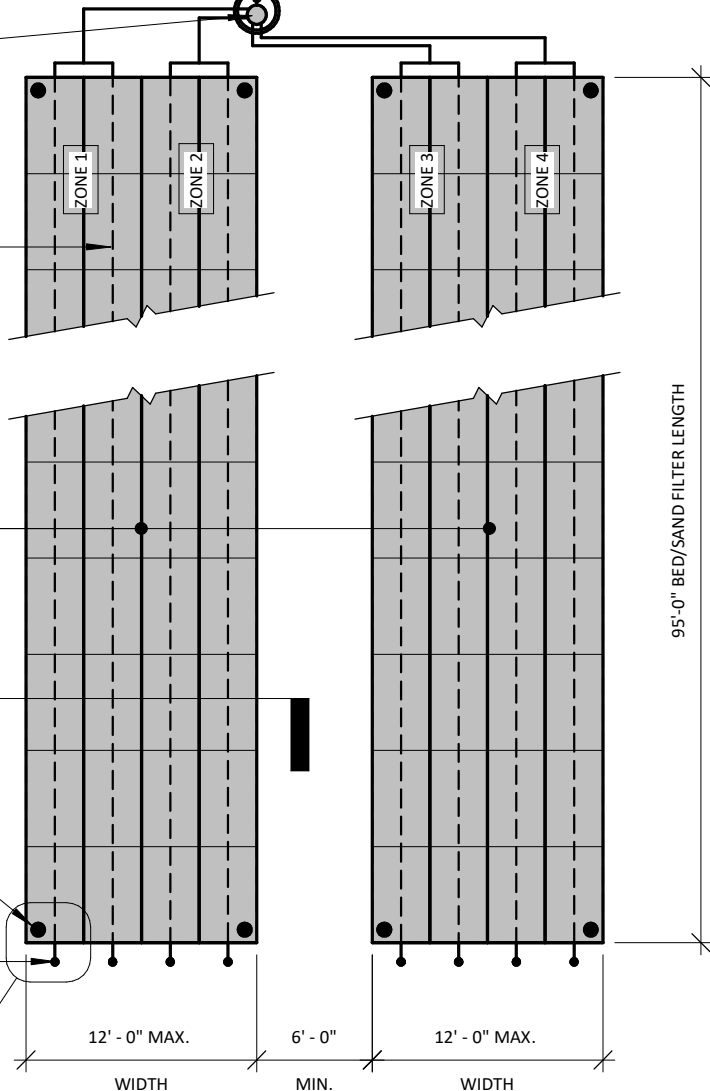 ZONE 1
ZONE 2
ZONE 3
ZONE 4
95'-0" BED/SAND FILTER LENGTH
12' - 0" MAX.
6' - 0"
12' - 0" MAX.
WIDTH
MIN.
WIDTH